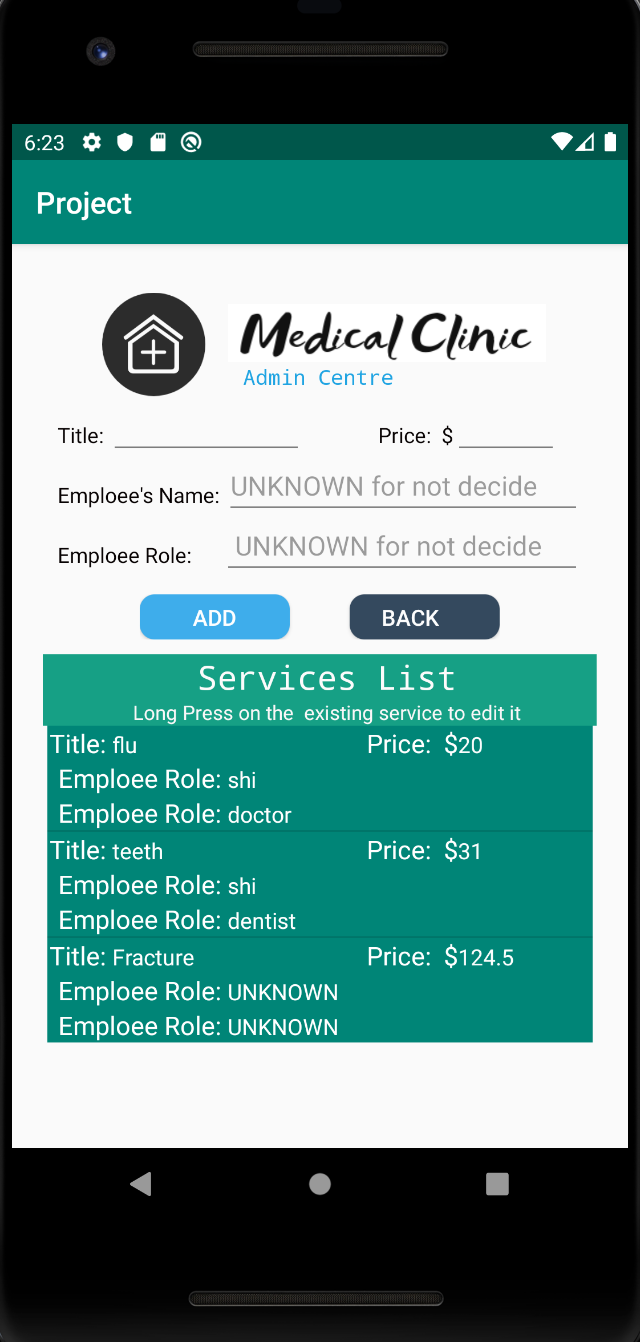 6:23
Project
Medical Clinic
Admin Centre
Title: Price: $
Emploee's Name: UNKNOWN for not decide
Emploee Role: UNKNOWN for not decide
ADD BACK
Services List
Long Press on the  existing service to edit it
Title: flu Price: $20
Emploee Role: shi
Emploee Role: doctor
Title: teeth Price: $31
Emploee Role: shi
Emploee Role: dentist
Title: Fracture Price: $124.5
Emploee Role: UNKNOWN
Emploee Role: UNKNOWN